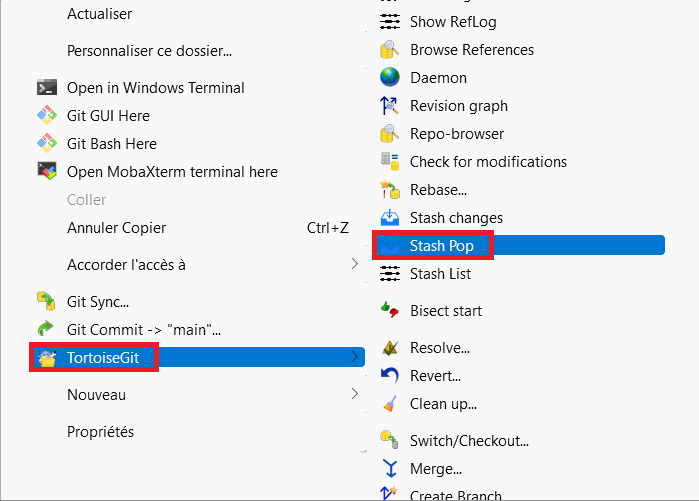 Actualiser
Personnaliser ce dossier...
Open in Windows Terminal
Git GUI Here
Git Bash Here
Open MobaXterm terminal here
Coller
Annuler Copier Ctrl+Z
Accorder l'accès à
Git Sync...
Git Commit -> "main"...
TortoiseGit
Nouveau
Propriétés
Show RefLog
Browse References
Daemon
Revision graph
Repo-browser
Check for modifications
Rebase...
Stash changes
Stash Pop
Stash List
Bisect start
Resolve...
Revert...
Clean up...
Switch/Checkout...
Merge...
Create Branch